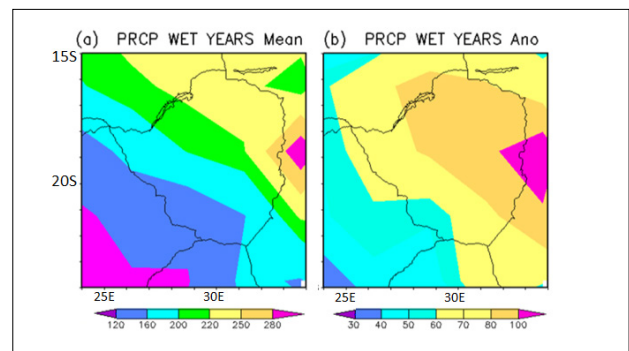 (a) PRCP WET YEARS Mean
(b) PRCP WET YEARS Ano
15S
20S
25E 30E
25E 30E
120 160 200 220 250 280
30 40 50 60 70 80 100